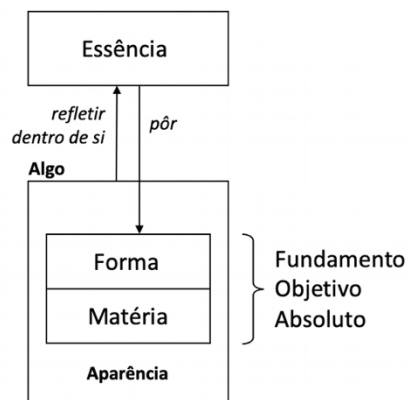 Essência
refletir
dentro de si
pôr
Algo
Forma
Matéria
Fundamento
Objetivo
Absoluto
Aparência